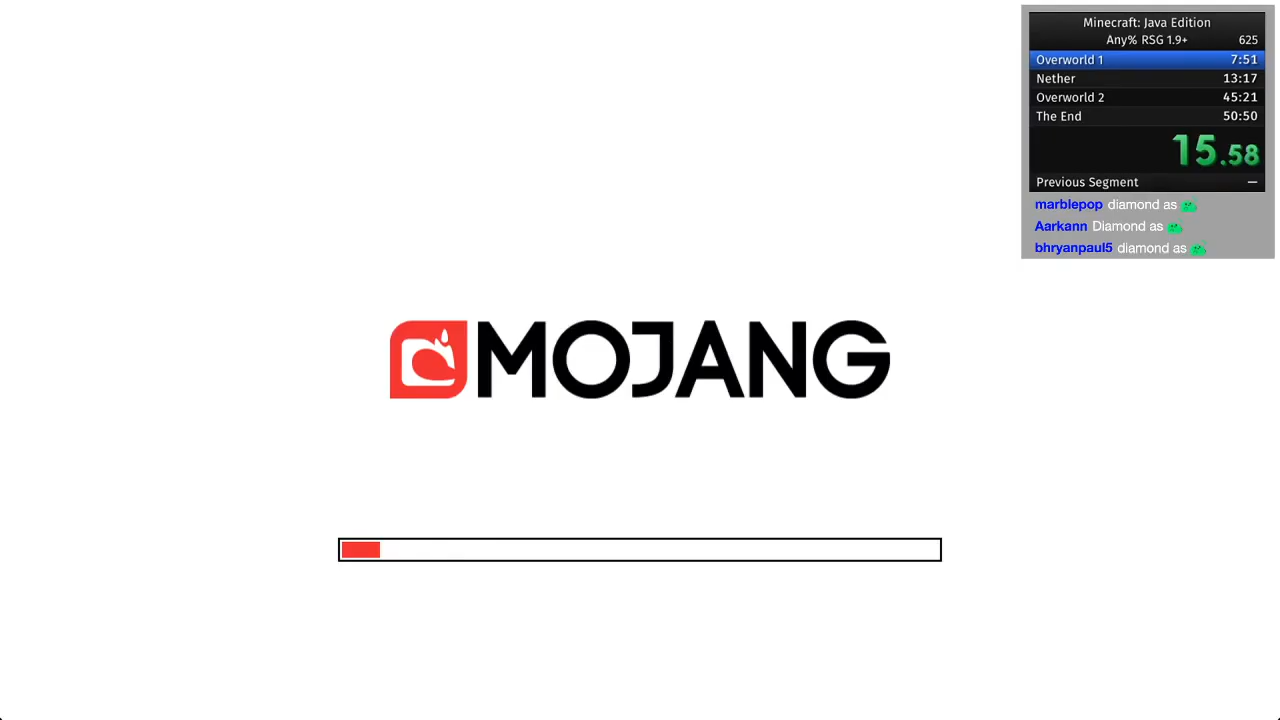 Minecraft: Java Edition
Any% RSG 1.9+ 625
Overworld 1 7:51
Nether 13:17
Overworld 2 45:21
The End 50:50
15.58
Previous Segment —
marblepop diamond as
Aarkann Diamond as
bhryanpaul5 diamond as
MOJANG